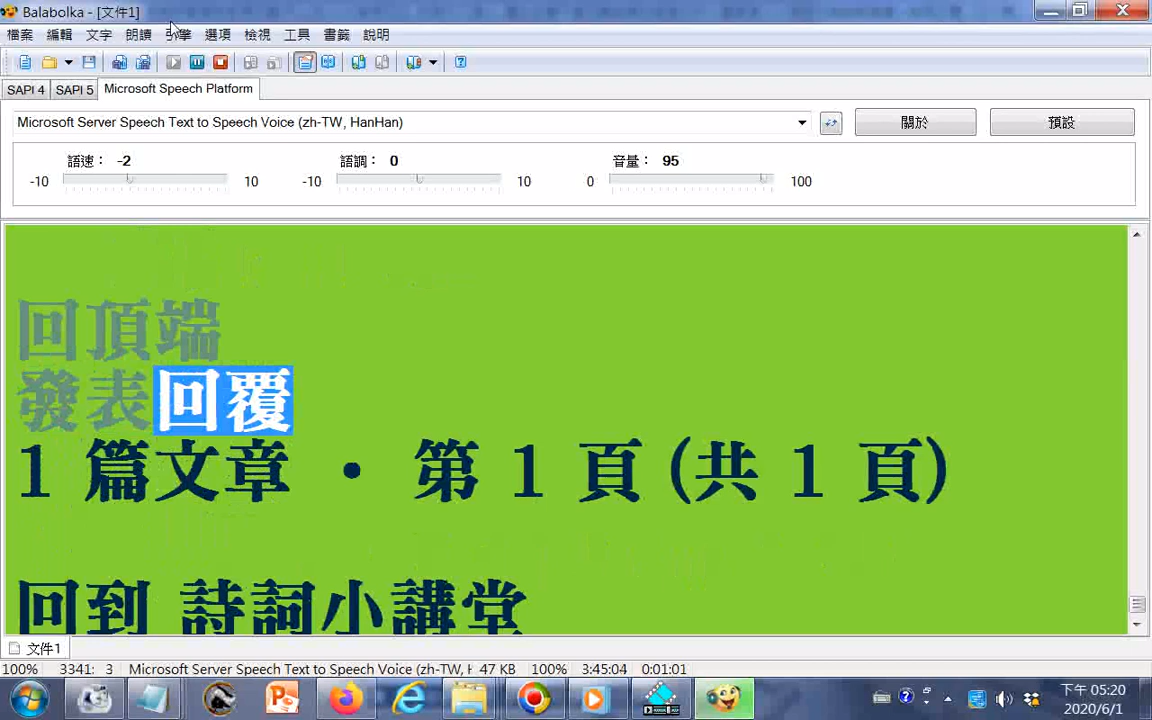 Balabolka - [文件1]
檔案 編輯 文字 朗讀 引擎 選項 檢視 工具 書籤 說明
SAPI 4 SAPI 5 Microsoft Speech Platform
Microsoft Server Speech Text to Speech Voice (zh-TW, HanHan) 關於 預設
語速： -2 語調： 0 音量： 95
-10 10 -10 10 0 100
回頂端
發表回覆
1 篇文章 • 第 1 頁 (共 1 頁)
回到 詩詞小講堂
文件1
100% 3341: 3 Microsoft Server Speech Text to Speech Voice (zh-TW, H 47 KB 100% 3:45:04 0:01:01
下午 05:20
2020/6/1